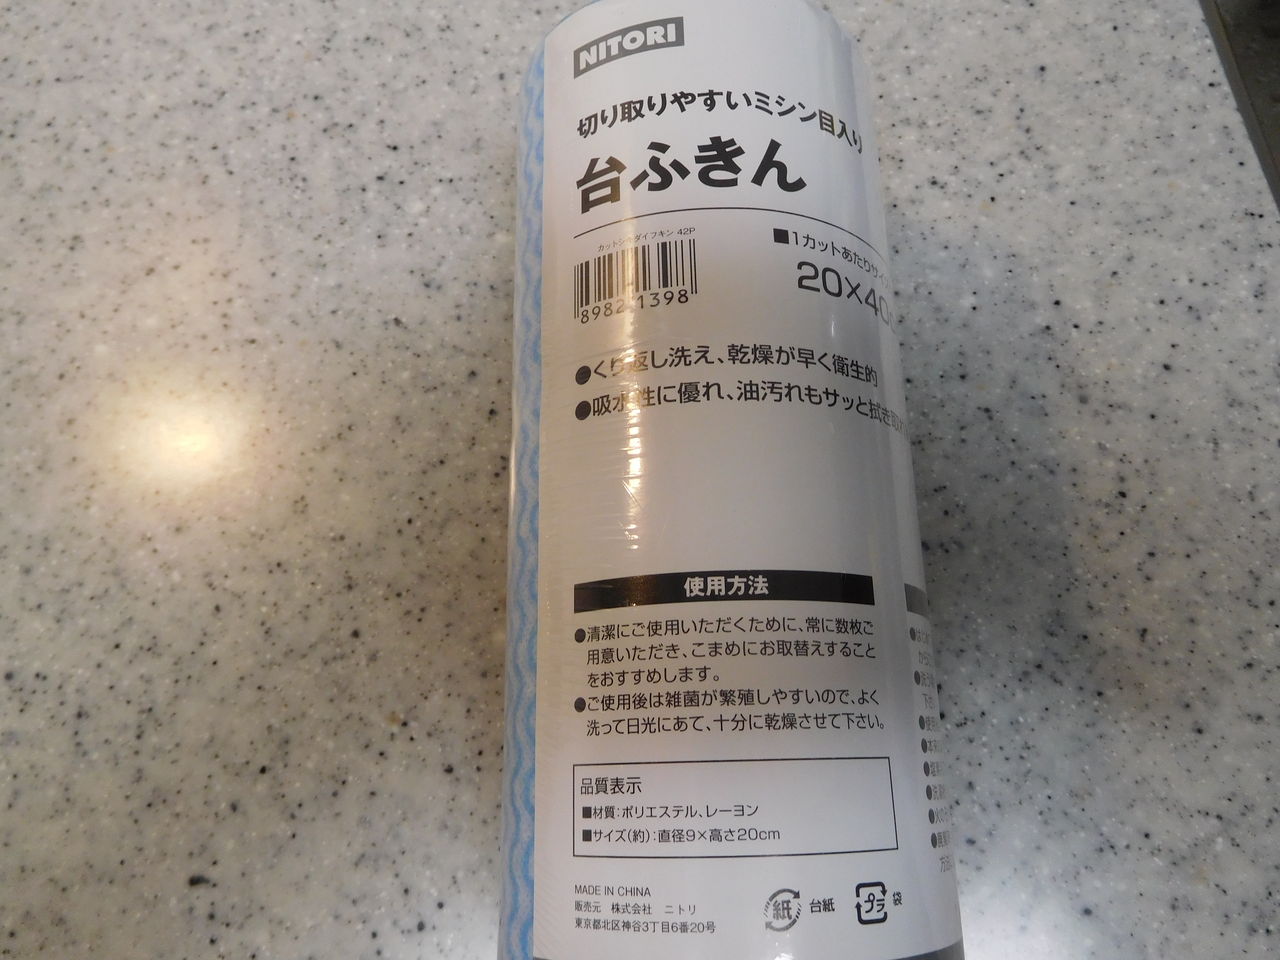 NITORI
切り取りやすいミシン目入り
台ふきん
カットシキダイフキン 42P
8982 1398
■1カットあたりサイズ
20×40c
●くり返し洗え、乾燥が早く衛生的
●吸水性に優れ、油汚れもサッと拭き取れ
使用方法
●清潔にご使用いただくために、常に数枚ご
用意いただき、こまめにお取替えすること
をおすすめします。
●ご使用後は雑菌が繁殖しやすいので、よく
洗って日光にあて、十分に乾燥させて下さい。
品質表示
■材質:ポリエステル、レーヨン
■サイズ(約):直径9×高さ20cm
MADE IN CHINA
販売元 株式会社 ニトリ
東京都北区神谷3丁目6番20号
紙 台紙
プラ 袋